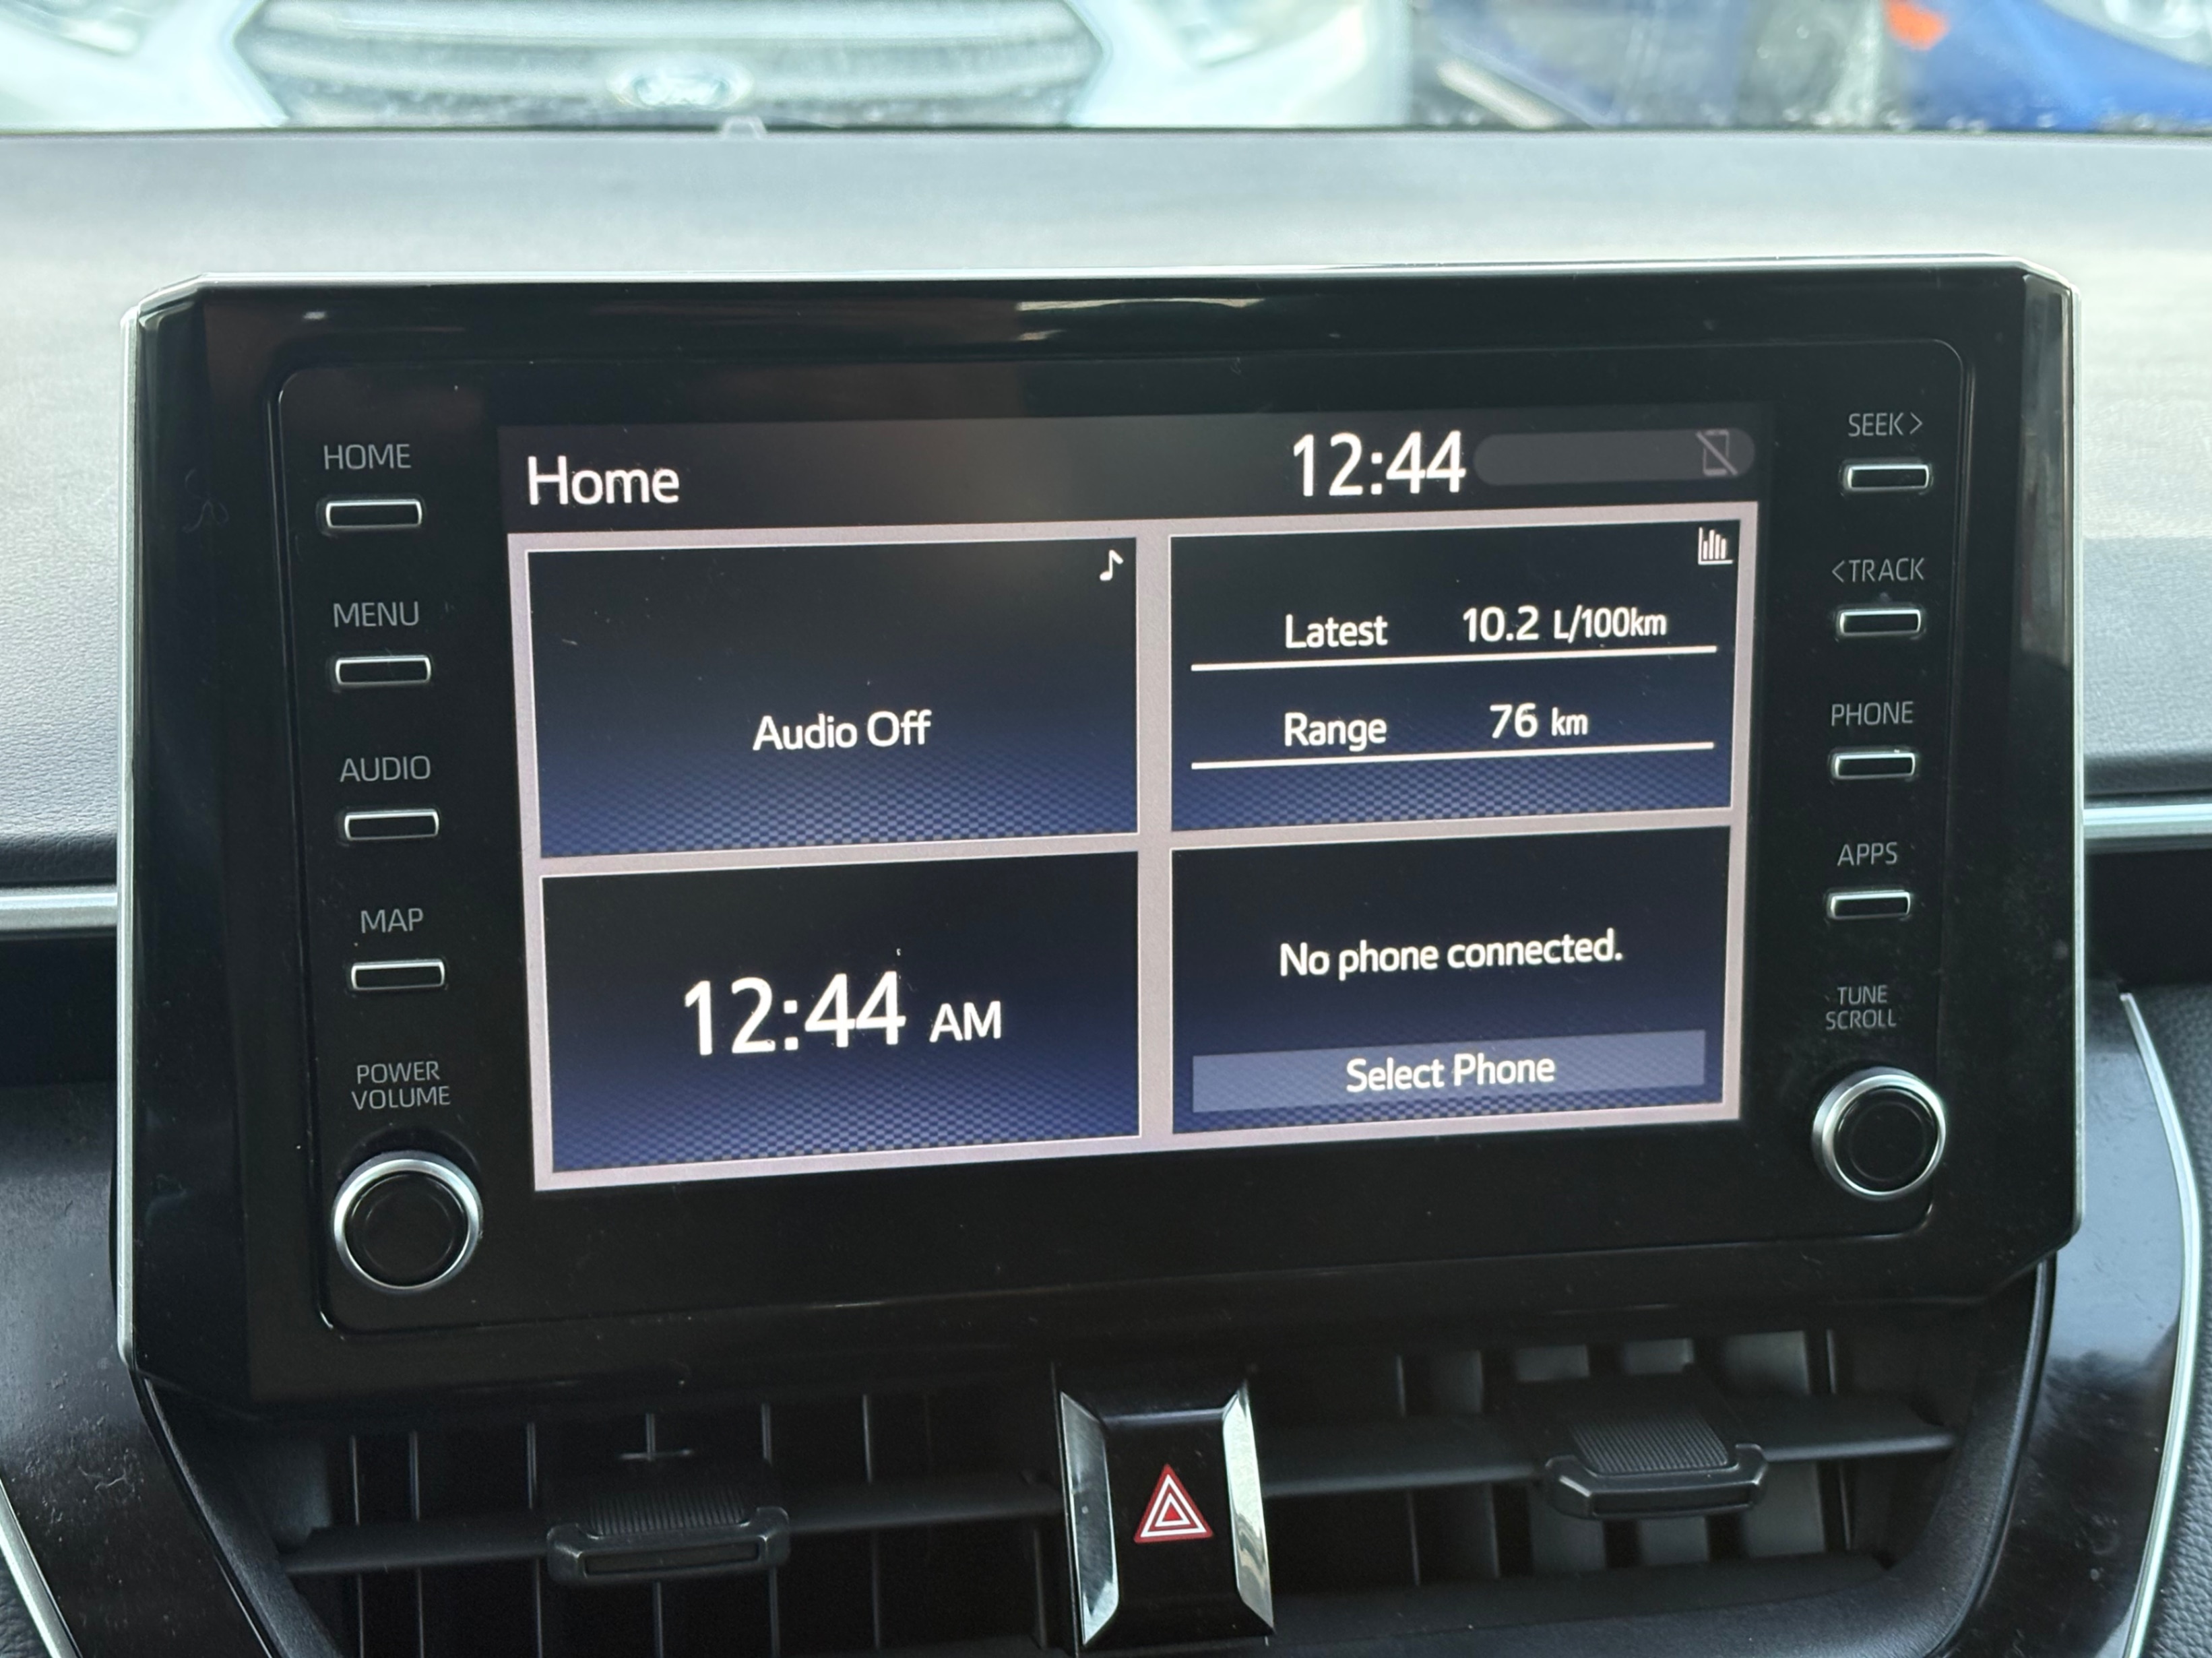 Ford
HOME
MENU
AUDIO
MAP
POWER
VOLUME
Home
12:44
Audio Off
Latest 10.2 L/100km
Range 76 km
12:44 AM
No phone connected.
Select Phone
SEEK>
<TRACK
PHONE
APPS
TUNE
SCROLL